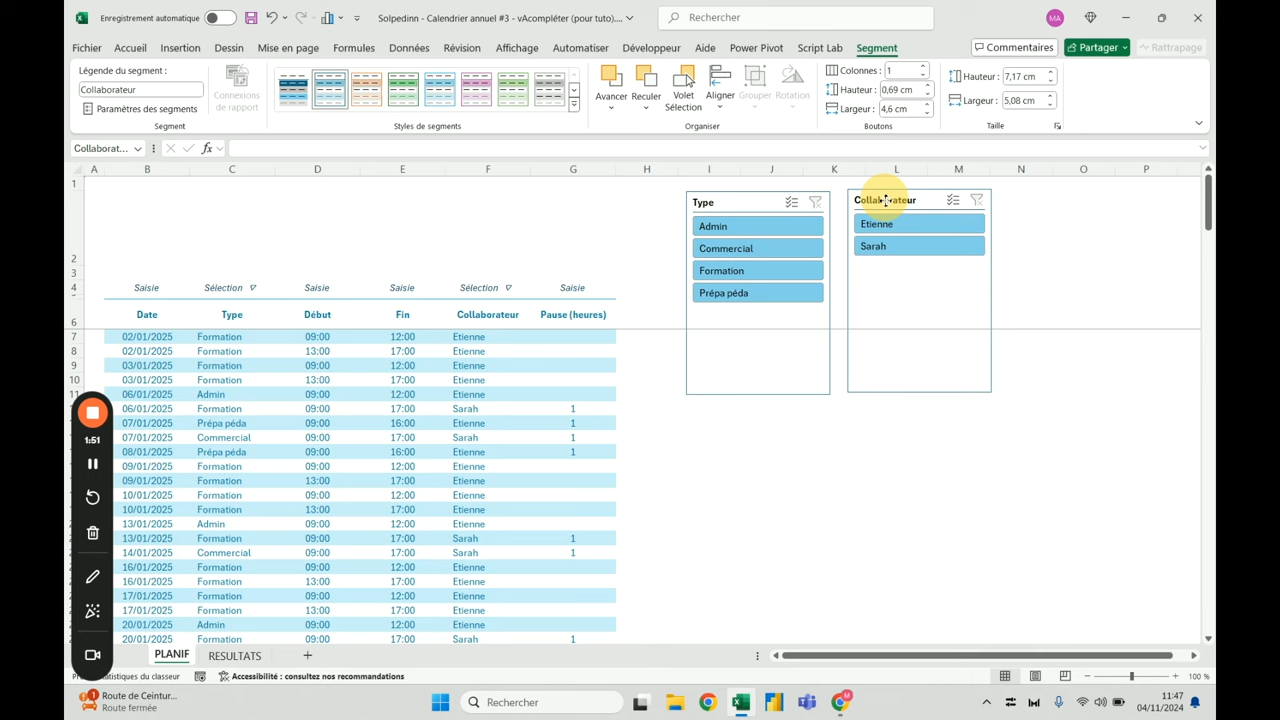 Enregistrement automatique
Solpedinn - Calendrier annuel #3 - vAcompléter (pour tuto)....
Rechercher
MA
Fichier Accueil Insertion Dessin Mise en page Formules Données Révision Affichage Automatiser Développeur Aide Power Pivot Script Lab Segment
Commentaires Partager Rattrapage
Légende du segment :
Collaborateur
Paramètres du segments
Connexions
de rapport
Segment
Styles de segments
Avancer Reculer Volet
Sélection
Aligner Grouper Rotation
Organiser
Colonnes : 1
Hauteur : 0,69 cm
Largeur : 4,6 cm
Boutons
Hauteur : 7,17 cm
Largeur : 5,08 cm
Taille
Collaborat... fx
A B C D E F G H I J K L M N O P
1
Type
Admin
Commercial
Formation
Prépa péda
Collaborateur
Etienne
Sarah
2
3
4 Saisie Sélection Saisie Saisie Sélection Saisie
6 Date Type Début Fin Collaborateur Pause (heures)
7 02/01/2025 Formation 09:00 12:00 Etienne
8 02/01/2025 Formation 13:00 17:00 Etienne
9 03/01/2025 Formation 09:00 12:00 Etienne
10 03/01/2025 Formation 13:00 17:00 Etienne
11 06/01/2025 Admin 09:00 12:00 Etienne
06/01/2025 Formation 09:00 17:00 Sarah 1
07/01/2025 Prépa péda 09:00 16:00 Etienne 1
07/01/2025 Commercial 09:00 17:00 Sarah 1
08/01/2025 Prépa péda 09:00 16:00 Etienne 1
09/01/2025 Formation 09:00 12:00 Etienne
09/01/2025 Formation 13:00 17:00 Etienne
10/01/2025 Formation 09:00 12:00 Etienne
10/01/2025 Formation 13:00 17:00 Etienne
13/01/2025 Admin 09:00 12:00 Etienne
13/01/2025 Formation 09:00 17:00 Sarah 1
14/01/2025 Commercial 09:00 17:00 Sarah 1
16/01/2025 Formation 09:00 12:00 Etienne
16/01/2025 Formation 13:00 17:00 Etienne
17/01/2025 Formation 09:00 12:00 Etienne
17/01/2025 Formation 13:00 17:00 Etienne
20/01/2025 Admin 09:00 12:00 Etienne
20/01/2025 Formation 09:00 17:00 Sarah 1
1:51
PLANIF RESULTATS
atistiques du classeur
Accessibilité : consultez nos recommandations
100 %
1
Route de Ceintur...
Route fermée
Rechercher
11:47
04/11/2024